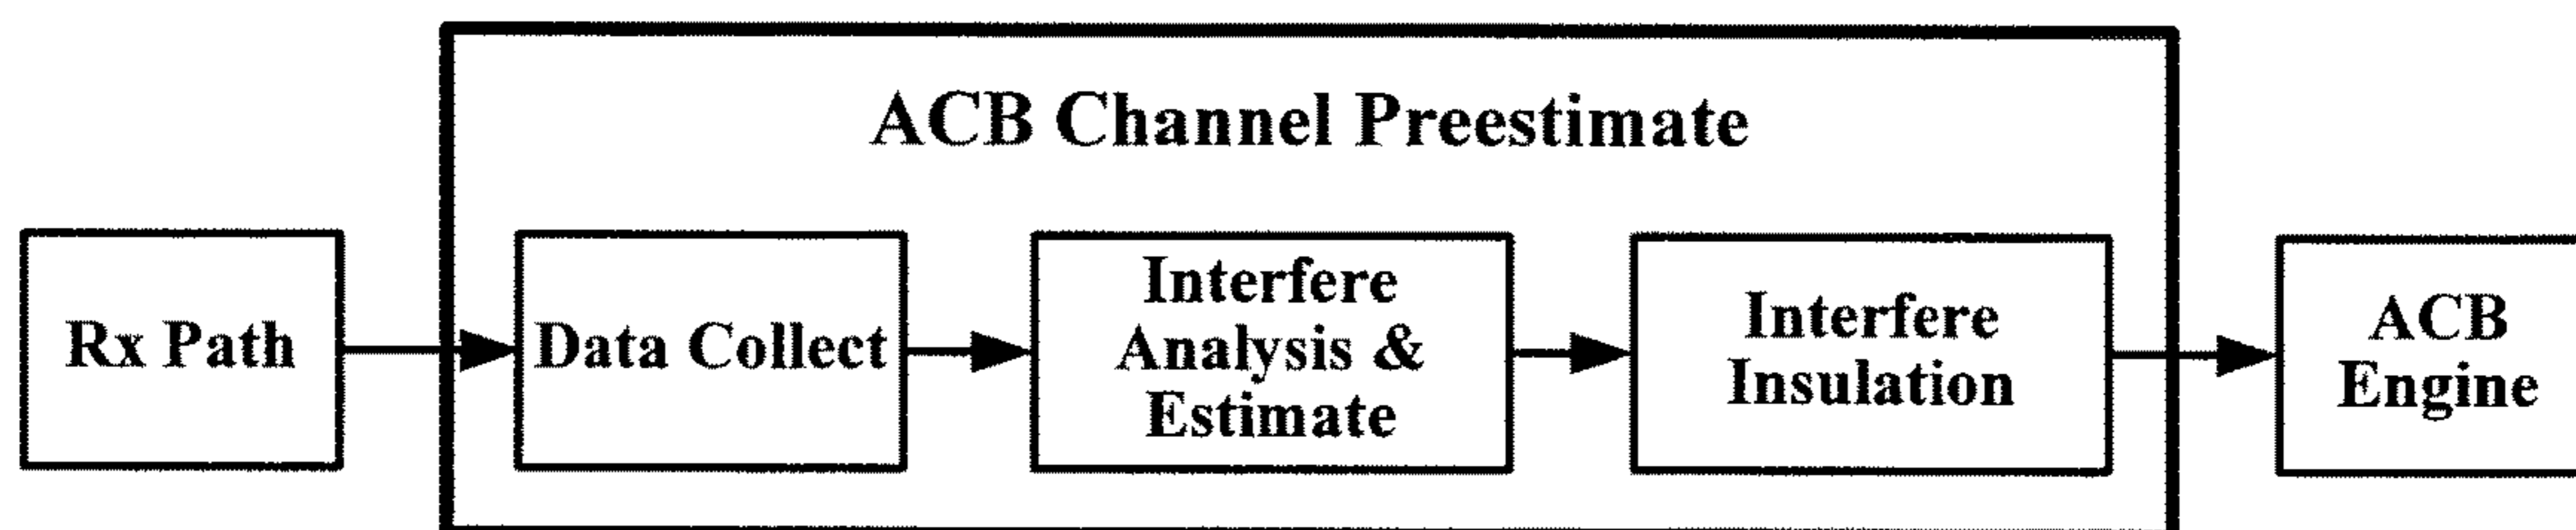 ACB Channel Preestimate
Rx Path
Data Collect
Interfere
Analysis &
Estimate
Interfere
Insulation
ACB
Engine